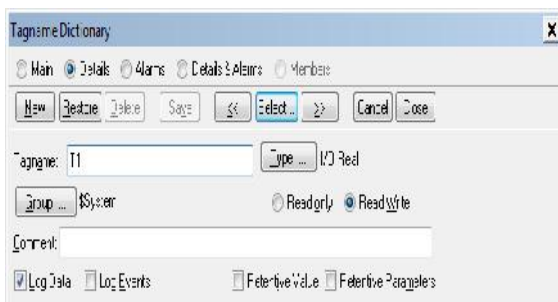 Tagname Dictionary
Main Details Alarms Details & Alarms Members
New Restore Delete Save << Select... >> Cancel Close
Tagname: T1 Type ... I/O Real
Group ... $System Read only Read Write
Comment:
Log Data Log Events Retentive Value Retentive Parameters